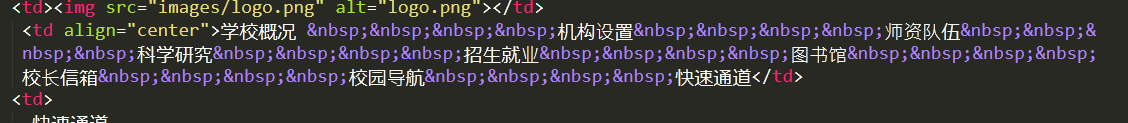 <td><img src="images/logo.png" alt="logo.png"></td>
<td align="center">学校概况 &nbsp;&nbsp;&nbsp;&nbsp;机构设置&nbsp;&nbsp;&nbsp;&nbsp;师资队伍&nbsp;&nbsp;&
nbsp;&nbsp;科学研究&nbsp;&nbsp;&nbsp;&nbsp;招生就业&nbsp;&nbsp;&nbsp;&nbsp;图书馆&nbsp;&nbsp;&nbsp;&nbsp;
校长信箱&nbsp;&nbsp;&nbsp;&nbsp;校园导航&nbsp;&nbsp;&nbsp;&nbsp;快速通道</td>
<td>
快速通道